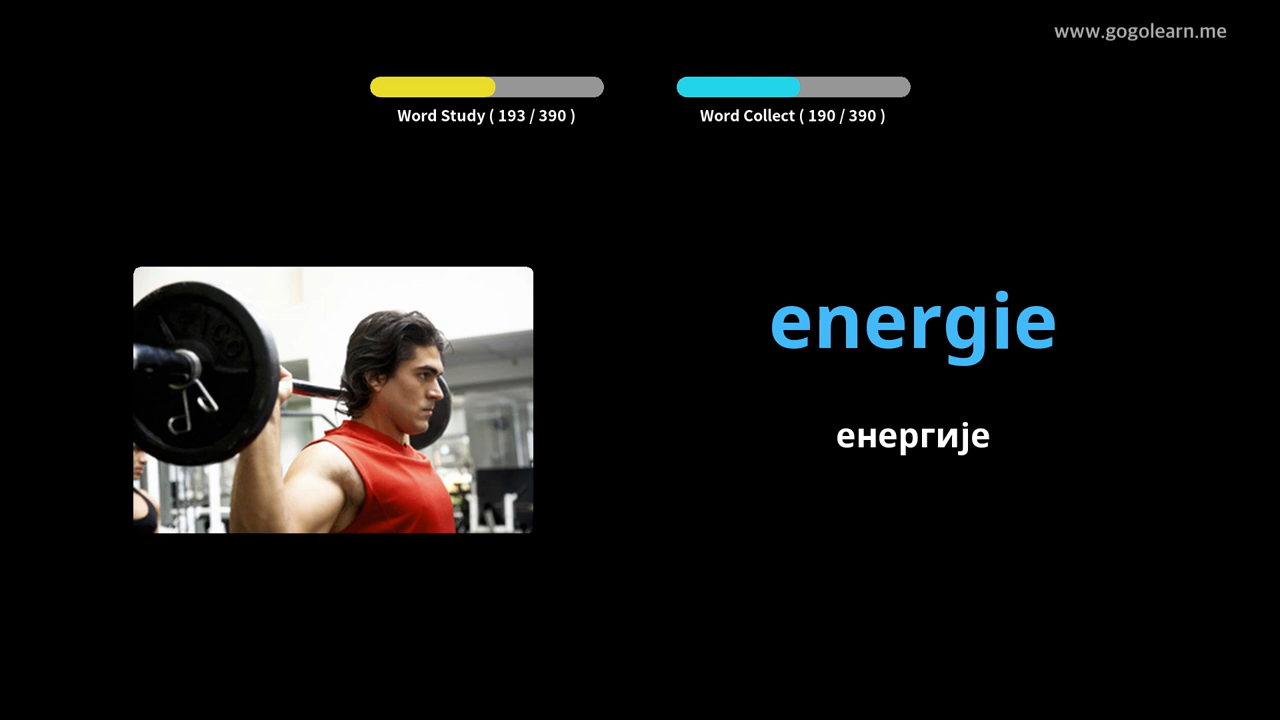 www.gogolearn.me
Word Study ( 193 / 390 )
Word Collect ( 190 / 390 )
energie
енергије